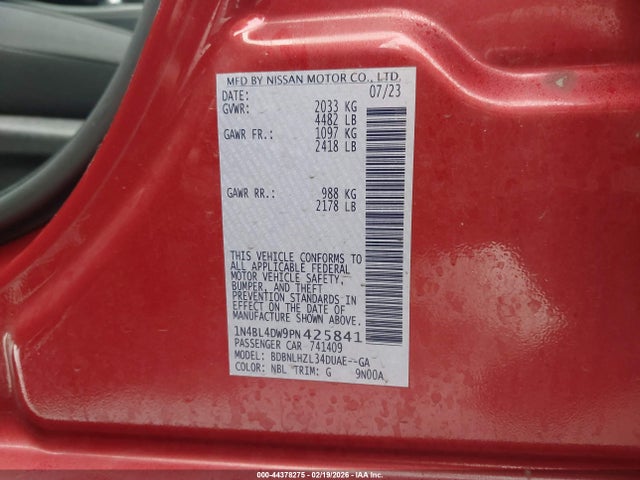 MFD BY NISSAN MOTOR CO., LTD.
DATE: 07/23
GVWR: 2033 KG
4482 LB
GAWR FR.: 1097 KG
2418 LB
GAWR RR.: 988 KG
2178 LB
THIS VEHICLE CONFORMS TO
ALL APPLICABLE FEDERAL
MOTOR VEHICLE SAFETY,
BUMPER, AND THEFT
PREVENTION STANDARDS IN
EFFECT ON THE DATE OF
MANUFACTURE SHOWN ABOVE.
1N4BL4DW9PN425841
PASSENGER CAR 741409
MODEL: BDBNLHZL34DUAE--GA
COLOR: NBL TRIM: G 9N00A
000-44378275 - 02/19/2026 - IAA, Inc.